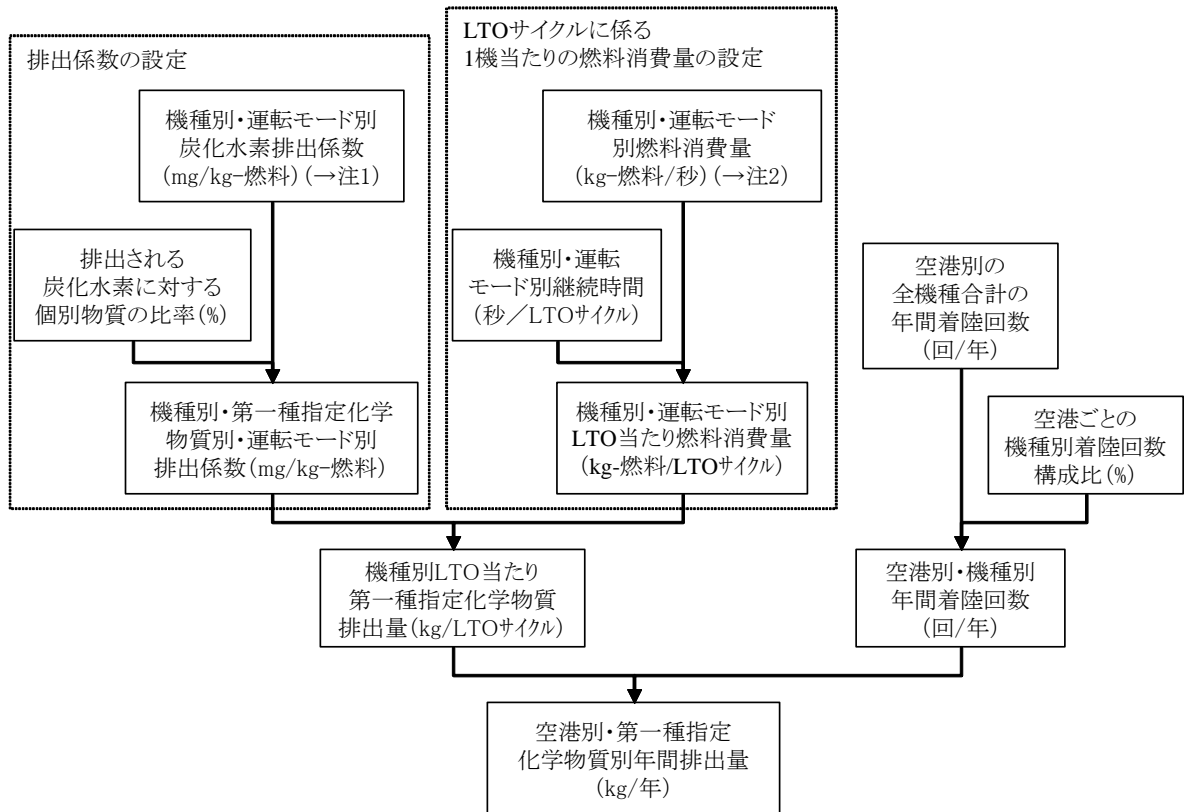 排出係数の設定
機種別・運転モード別
炭化水素排出係数
(mg/kg-燃料)(→注1)
排出される
炭化水素に対する
個別物質の比率(%)
機種別・第一種指定化学
物質別・運転モード別
排出係数(mg/kg-燃料)
LTOサイクルに係る
1機当たりの燃料消費量の設定
機種別・運転モード
別燃料消費量
(kg-燃料/秒)(→注2)
機種別・運転
モード別継続時間
(秒／LTOサイクル)
機種別・運転モード別
LTO当たり燃料消費量
(kg-燃料/LTOサイクル)
空港別の
全機種合計の
年間着陸回数
(回/年)
空港ごとの
機種別着陸回数
構成比(%)
機種別LTO当たり
第一種指定化学物質
排出量(kg/LTOサイクル)
空港別・機種別
年間着陸回数
(回/年)
空港別・第一種指定
化学物質別年間排出量
(kg/年)